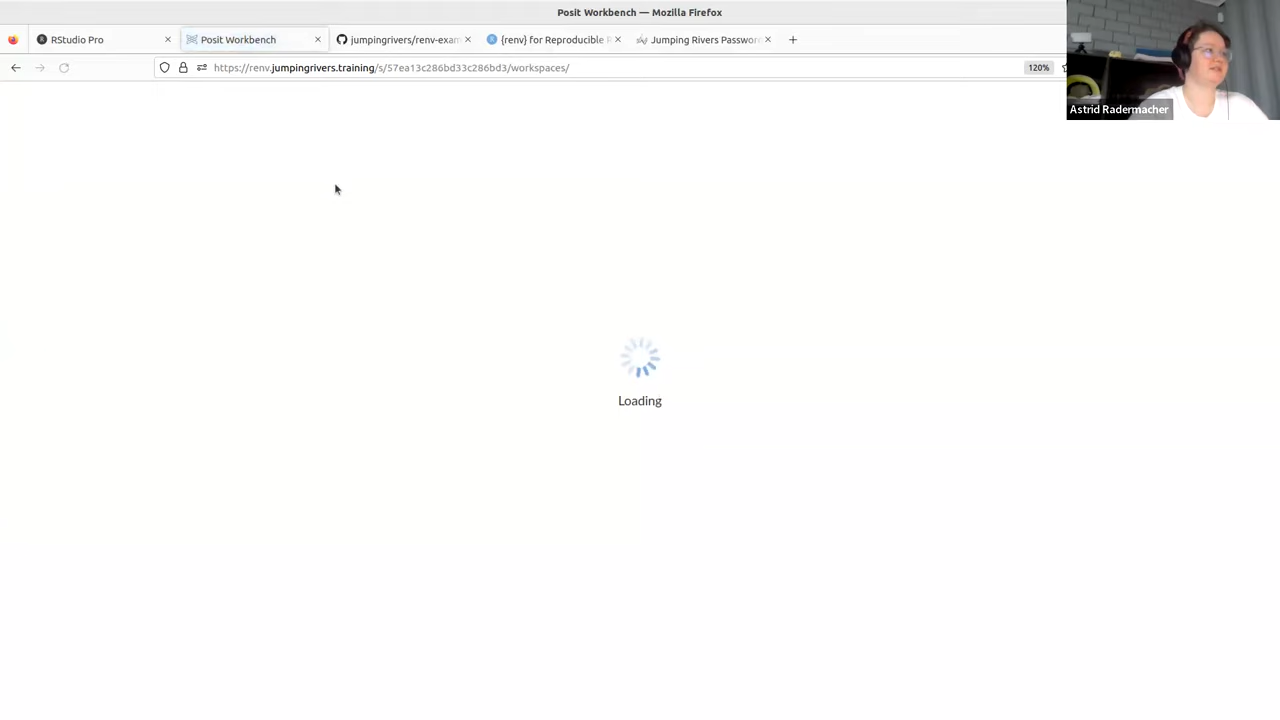 Posit Workbench — Mozilla Firefox
RStudio Pro
Posit Workbench
jumpingrivers/renv-exam
{renv} for Reproducible R
Jumping Rivers Passwor
https://renv.jumpingrivers.training/s/57ea13c286bd33c286bd3/workspaces/
120%
Astrid Radermacher
Loading